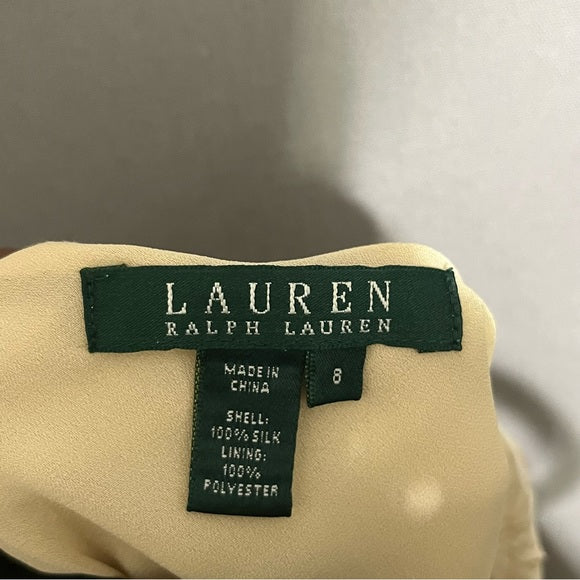 LAUREN
RALPH LAUREN
MADE IN
CHINA
SHELL:
100% SILK
LINING:
100%
POLYESTER
8